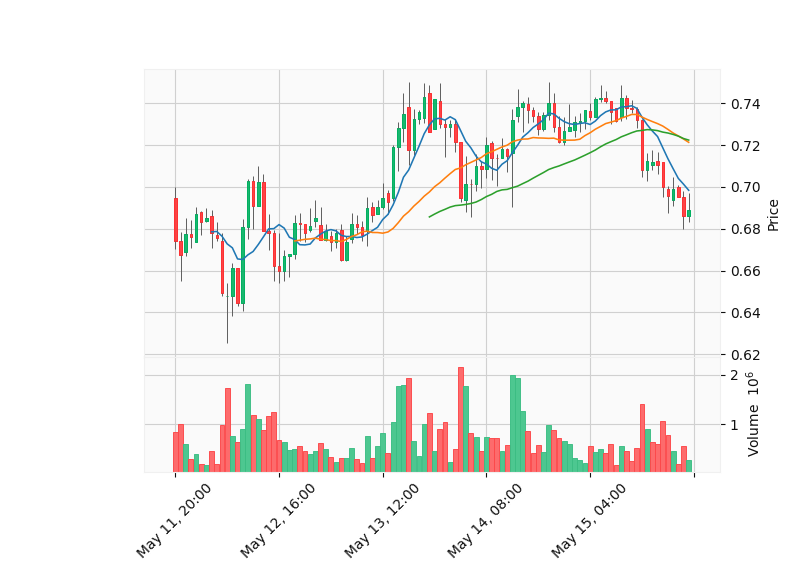 0.74
0.72
0.70
0.68
0.66
0.64
0.62
Price
2
1
Volume 10^6
May 11, 20:00
May 12, 16:00
May 13, 12:00
May 14, 08:00
May 15, 04:00